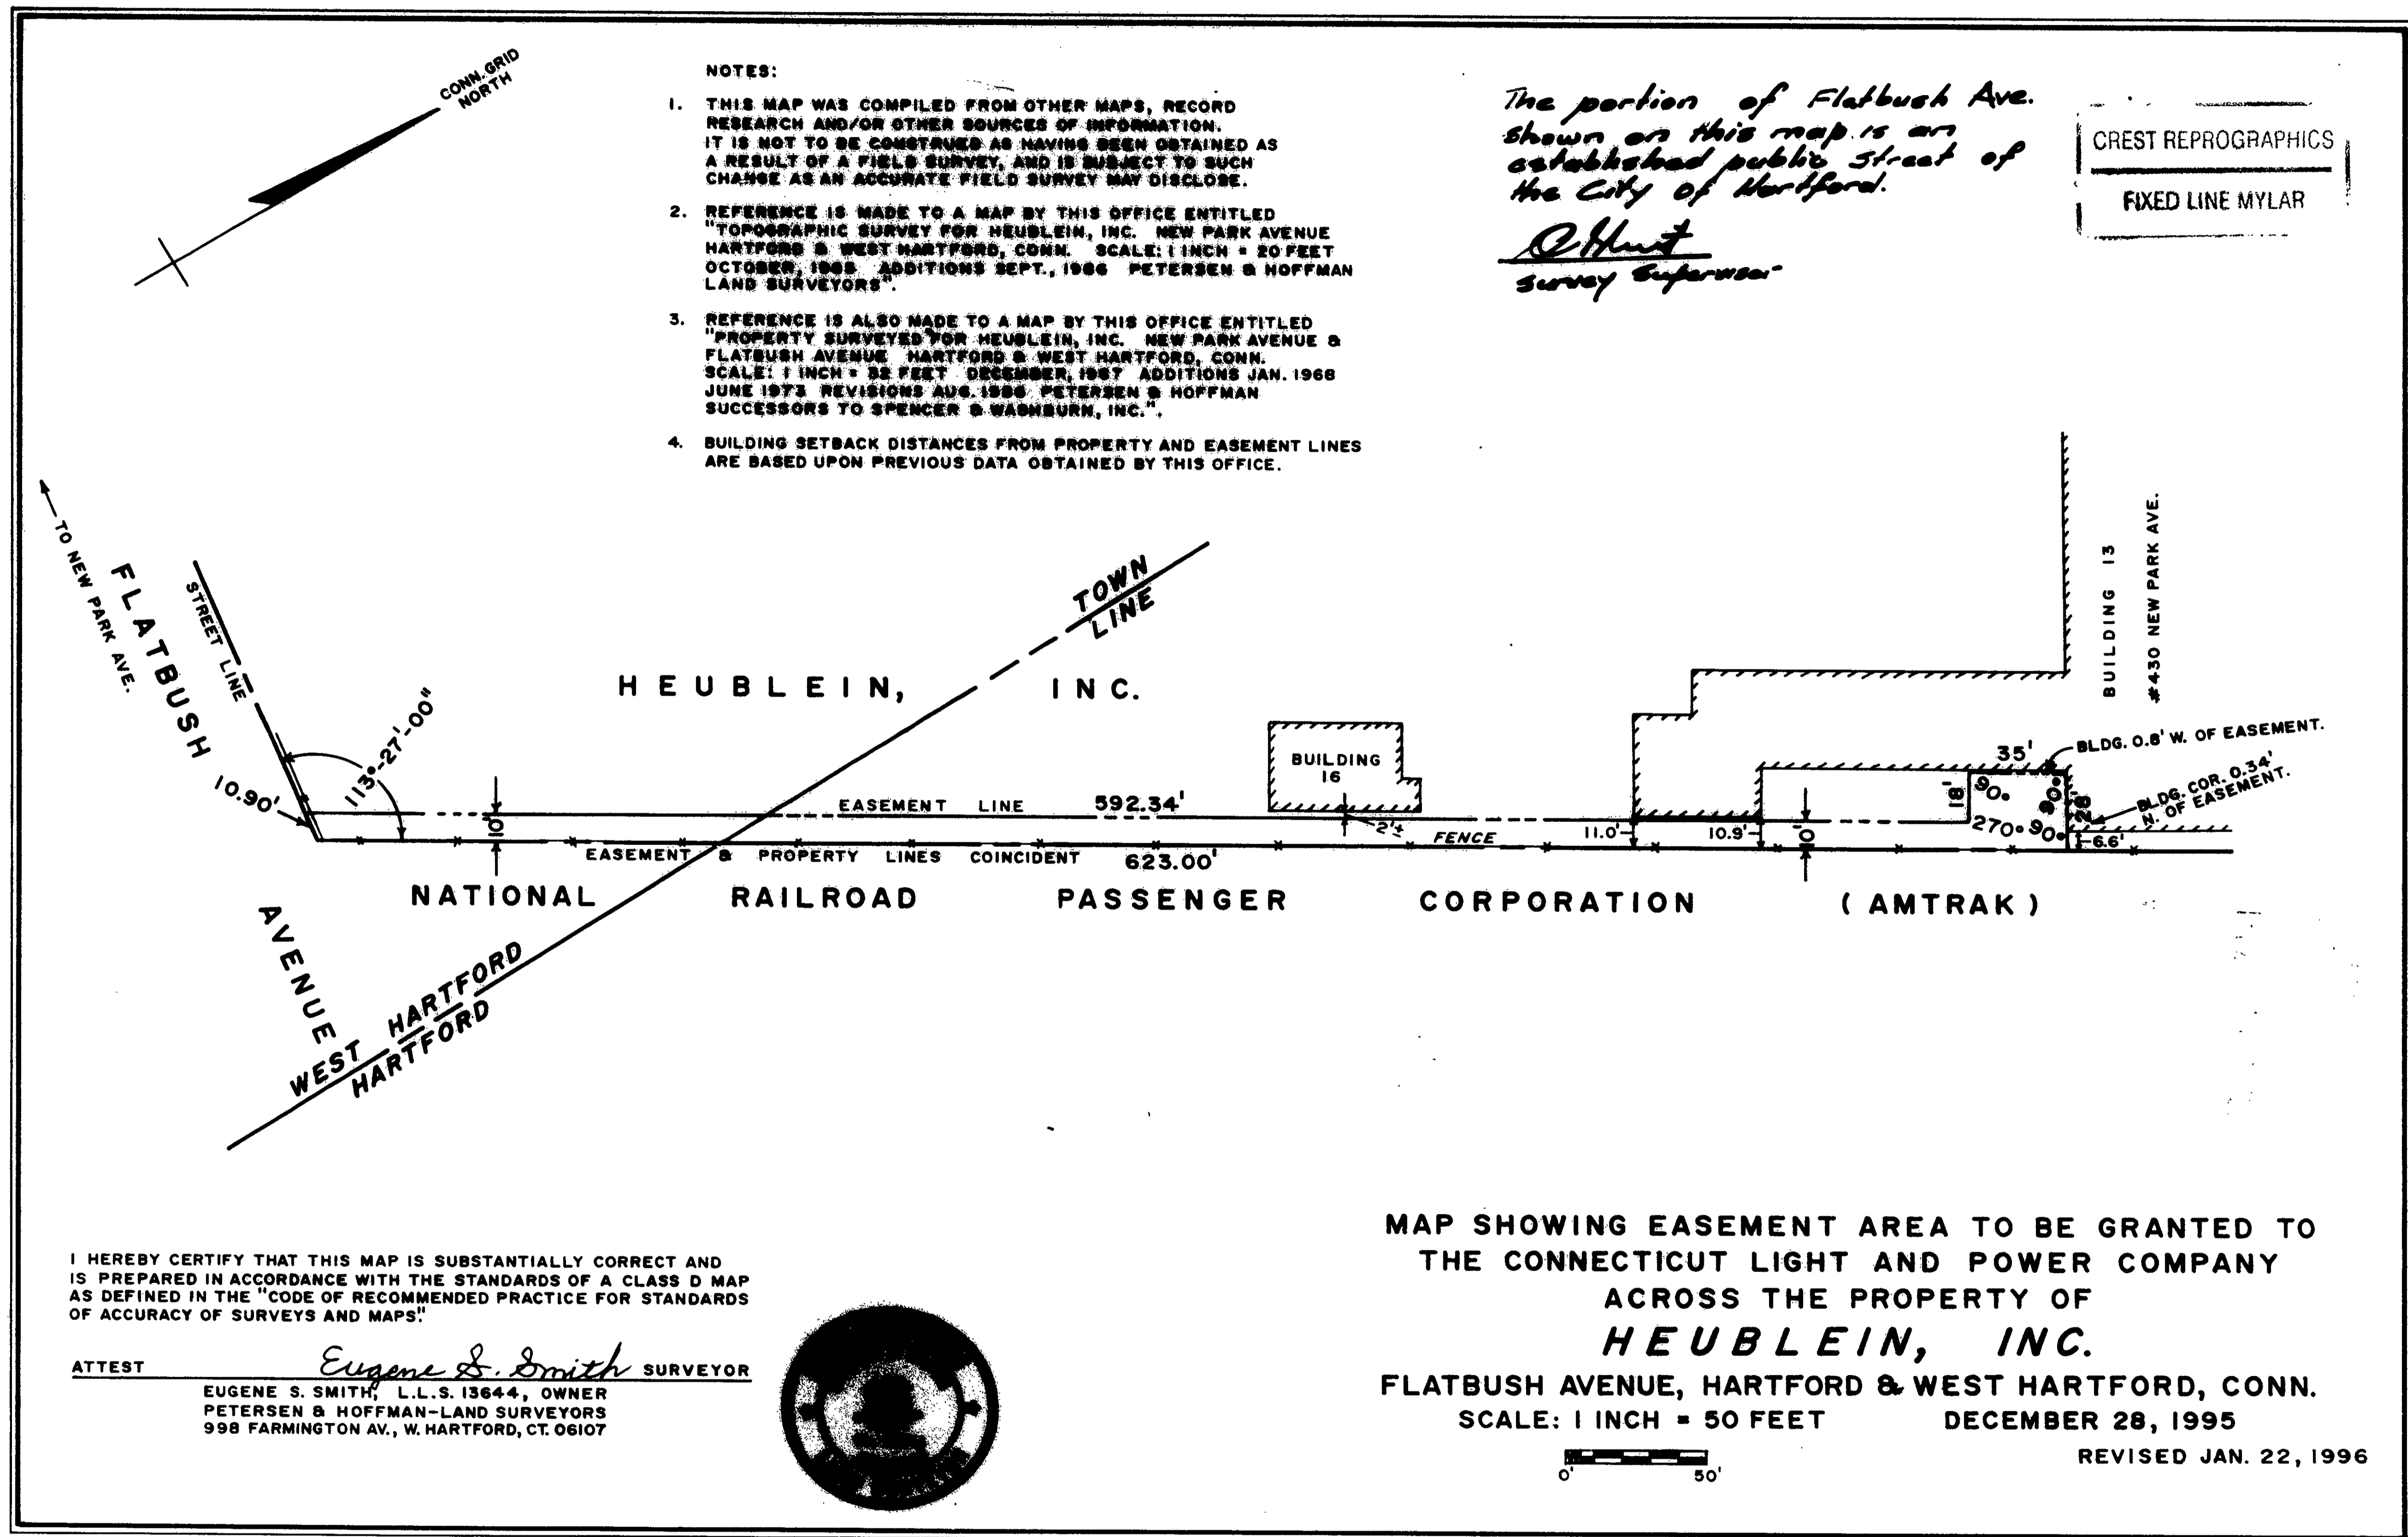 CONN. GRID
NORTH
NOTES:
1. THIS MAP WAS COMPILED FROM OTHER MAPS, RECORD
RESEARCH AND/OR OTHER SOURCES OF INFORMATION.
IT IS NOT TO BE CONSTRUED AS HAVING BEEN OBTAINED AS
A RESULT OF A FIELD SURVEY, AND IS SUBJECT TO SUCH
CHANGE AS AN ACCURATE FIELD SURVEY MAY DISCLOSE.
2. REFERENCE IS MADE TO A MAP BY THIS OFFICE ENTITLED
"TOPOGRAPHIC SURVEY FOR HEUBLEIN, INC. NEW PARK AVENUE
HARTFORD & WEST HARTFORD, CONN. SCALE: 1 INCH = 20 FEET
OCTOBER, ADDITIONS SEPT., 1986 PETERSEN & HOFFMAN
LAND SURVEYORS".
3. REFERENCE IS ALSO MADE TO A MAP BY THIS OFFICE ENTITLED
"PROPERTY SURVEYED FOR HEUBLEIN, INC. NEW PARK AVENUE &
FLATBUSH AVENUE HARTFORD & WEST HARTFORD, CONN.
SCALE: 1 INCH = 32 FEET DECEMBER, 1967 ADDITIONS JAN. 1968
JUNE 1973 REVISIONS AUG. 1986 PETERSEN & HOFFMAN
SUCCESSORS TO SPENCER & WASHBURN, INC.".
4. BUILDING SETBACK DISTANCES FROM PROPERTY AND EASEMENT LINES
ARE BASED UPON PREVIOUS DATA OBTAINED BY THIS OFFICE.
The portion of Flatbush Ave.
shown on this map is an
established public street of
the City of Hartford.
Survey Supervisor
CREST REPROGRAPHICS
FIXED LINE MYLAR
TO NEW PARK AVE.
FLATBUSH
AVENUE
STREET LINE
10.90'
113°-27'-00"
HEUBLEIN, INC.
TOWN
LINE
WEST HARTFORD
HARTFORD
10'
EASEMENT LINE 592.34'
EASEMENT & PROPERTY LINES COINCIDENT 623.00'
BUILDING
16
2'±
FENCE
11.0'
10.9'
10'
18'
35'
90°
90°
270°
90°
28'
6.6'
BUILDING 13
#430 NEW PARK AVE.
BLDG. 0.8' W. OF EASEMENT.
BLDG. COR. 0.34'
N. OF EASEMENT.
NATIONAL RAILROAD PASSENGER CORPORATION (AMTRAK)
I HEREBY CERTIFY THAT THIS MAP IS SUBSTANTIALLY CORRECT AND
IS PREPARED IN ACCORDANCE WITH THE STANDARDS OF A CLASS D MAP
AS DEFINED IN THE "CODE OF RECOMMENDED PRACTICE FOR STANDARDS
OF ACCURACY OF SURVEYS AND MAPS."
ATTEST Eugene S. Smith SURVEYOR
EUGENE S. SMITH, L.L.S. 13644, OWNER
PETERSEN & HOFFMAN-LAND SURVEYORS
998 FARMINGTON AV., W. HARTFORD, CT. 06107
MAP SHOWING EASEMENT AREA TO BE GRANTED TO
THE CONNECTICUT LIGHT AND POWER COMPANY
ACROSS THE PROPERTY OF
HEUBLEIN, INC.
FLATBUSH AVENUE, HARTFORD & WEST HARTFORD, CONN.
SCALE: 1 INCH = 50 FEET DECEMBER 28, 1995
0' 50'
REVISED JAN. 22, 1996